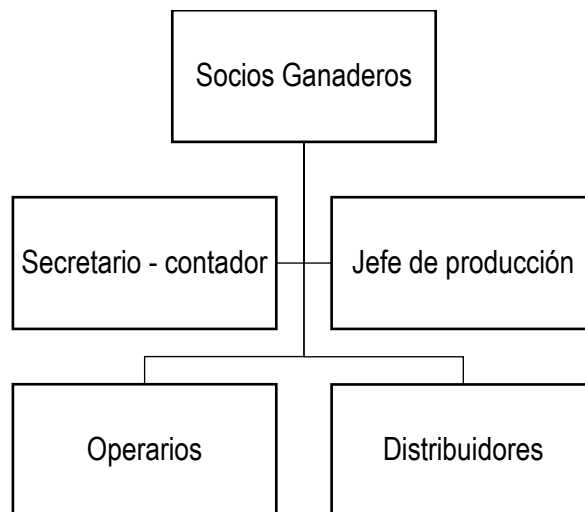 Socios Ganaderos
Secretario - contador
Jefe de producción
Operarios
Distribuidores